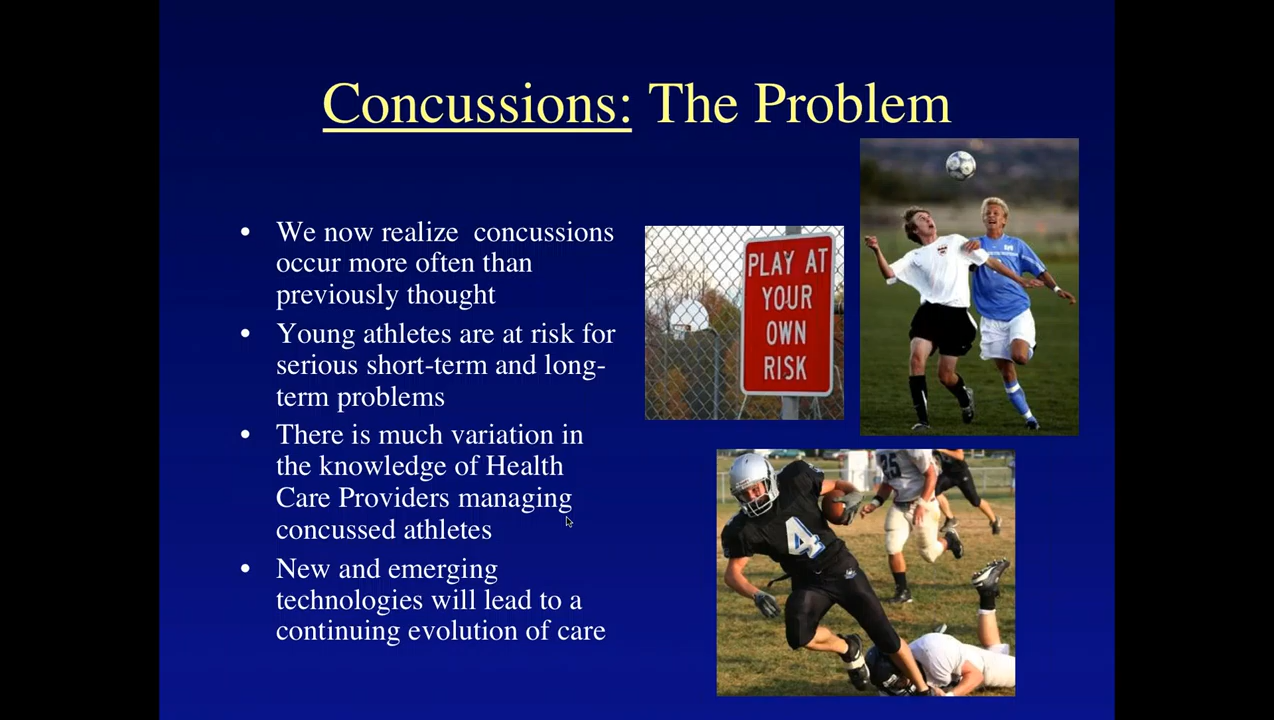 Concussions: The Problem
• We now realize  concussions
occur more often than
previously thought
• Young athletes are at risk for
serious short-term and long-
term problems
• There is much variation in
the knowledge of Health
Care Providers managing
concussed athletes
• New and emerging
technologies will lead to a
continuing evolution of care
PLAY AT
YOUR
OWN
RISK
4
25